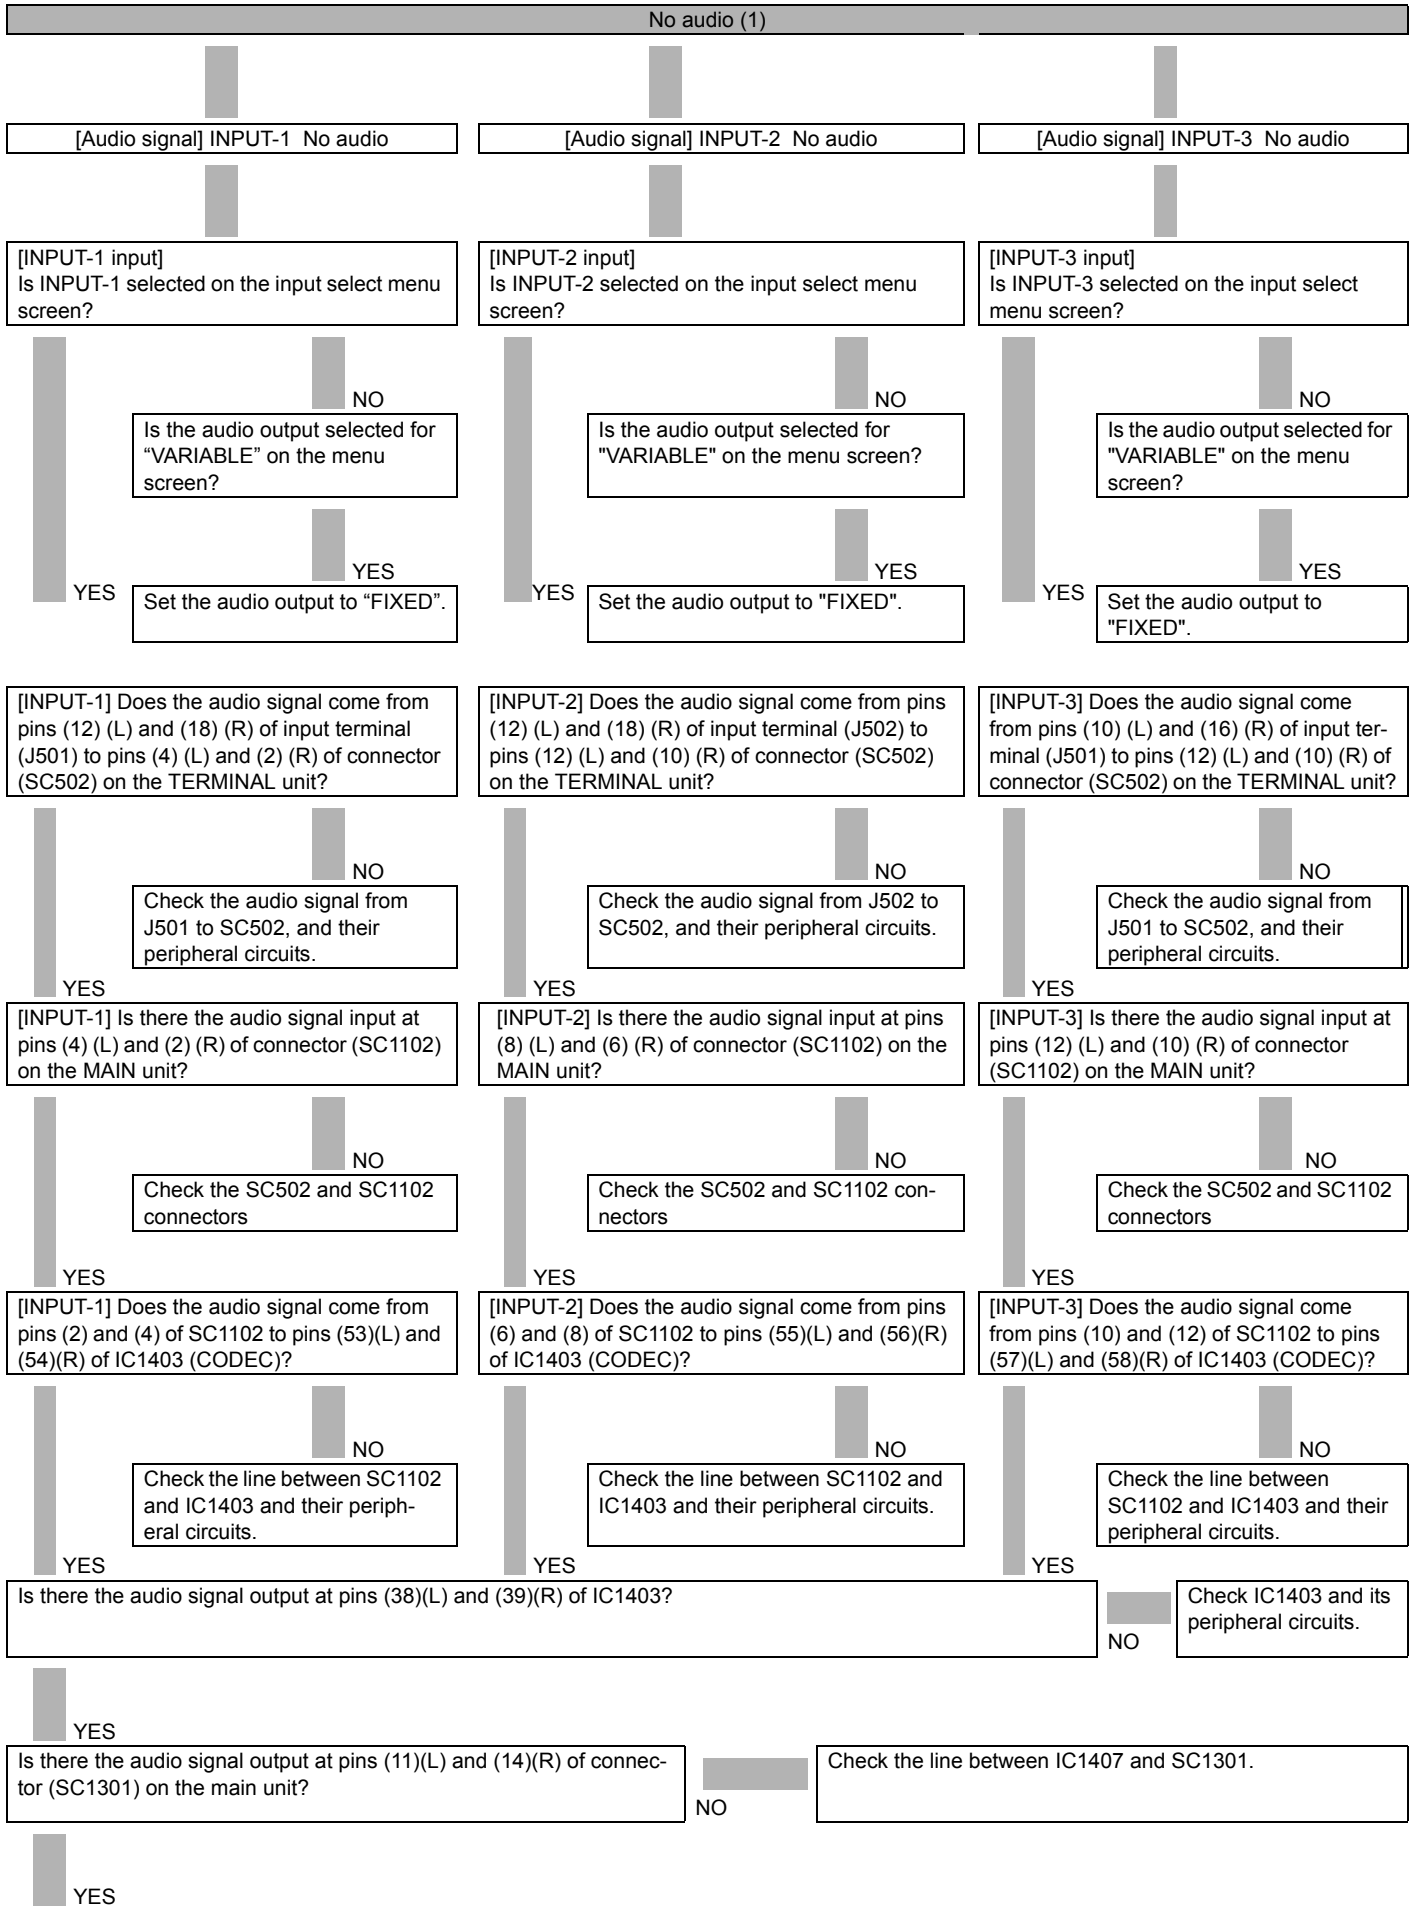 No audio (1)
[Audio signal] INPUT-1  No audio
[Audio signal] INPUT-2  No audio
[Audio signal] INPUT-3  No audio
[INPUT-1 input]
Is INPUT-1 selected on the input select menu
screen?
[INPUT-2 input]
Is INPUT-2 selected on the input select menu
screen?
[INPUT-3 input]
Is INPUT-3 selected on the input select
menu screen?
NO
NO
NO
Is the audio output selected for
“VARIABLE” on the menu
screen?
Is the audio output selected for
"VARIABLE" on the menu screen?
Is the audio output selected for
"VARIABLE" on the menu
screen?
YES
YES
YES
YES
Set the audio output to “FIXED”.
YES
Set the audio output to "FIXED".
YES
Set the audio output to
"FIXED".
[INPUT-1] Does the audio signal come from
pins (12) (L) and (18) (R) of input terminal
(J501) to pins (4) (L) and (2) (R) of connector
(SC502) on the TERMINAL unit?
[INPUT-2] Does the audio signal come from pins
(12) (L) and (18) (R) of input terminal (J502) to
pins (12) (L) and (10) (R) of connector (SC502)
on the TERMINAL unit?
[INPUT-3] Does the audio signal come
from pins (10) (L) and (16) (R) of input ter-
minal (J501) to pins (12) (L) and (10) (R) of
connector (SC502) on the TERMINAL unit?
NO
NO
NO
Check the audio signal from
J501 to SC502, and their
peripheral circuits.
Check the audio signal from J502 to
SC502, and their peripheral circuits.
Check the audio signal from
J501 to SC502, and their
peripheral circuits.
YES
YES
YES
[INPUT-1] Is there the audio signal input at
pins (4) (L) and (2) (R) of connector (SC1102)
on the MAIN unit?
[INPUT-2] Is there the audio signal input at pins
(8) (L) and (6) (R) of connector (SC1102) on the
MAIN unit?
[INPUT-3] Is there the audio signal input at
pins (12) (L) and (10) (R) of connector
(SC1102) on the MAIN unit?
NO
NO
NO
Check the SC502 and SC1102
connectors
Check the SC502 and SC1102 con-
nectors
Check the SC502 and SC1102
connectors
YES
YES
YES
[INPUT-1] Does the audio signal come from
pins (2) and (4) of SC1102 to pins (53)(L) and
(54)(R) of IC1403 (CODEC)?
[INPUT-2] Does the audio signal come from pins
(6) and (8) of SC1102 to pins (55)(L) and (56)(R)
of IC1403 (CODEC)?
[INPUT-3] Does the audio signal come
from pins (10) and (12) of SC1102 to pins
(57)(L) and (58)(R) of IC1403 (CODEC)?
NO
NO
NO
Check the line between SC1102
and IC1403 and their periph-
eral circuits.
Check the line between SC1102 and
IC1403 and their peripheral circuits.
Check the line between
SC1102 and IC1403 and their
peripheral circuits.
YES
YES
YES
Is there the audio signal output at pins (38)(L) and (39)(R) of IC1403?
NO
Check IC1403 and its
peripheral circuits.
YES
Is there the audio signal output at pins (11)(L) and (14)(R) of connec-
tor (SC1301) on the main unit?
NO
Check the line between IC1407 and SC1301.
YES